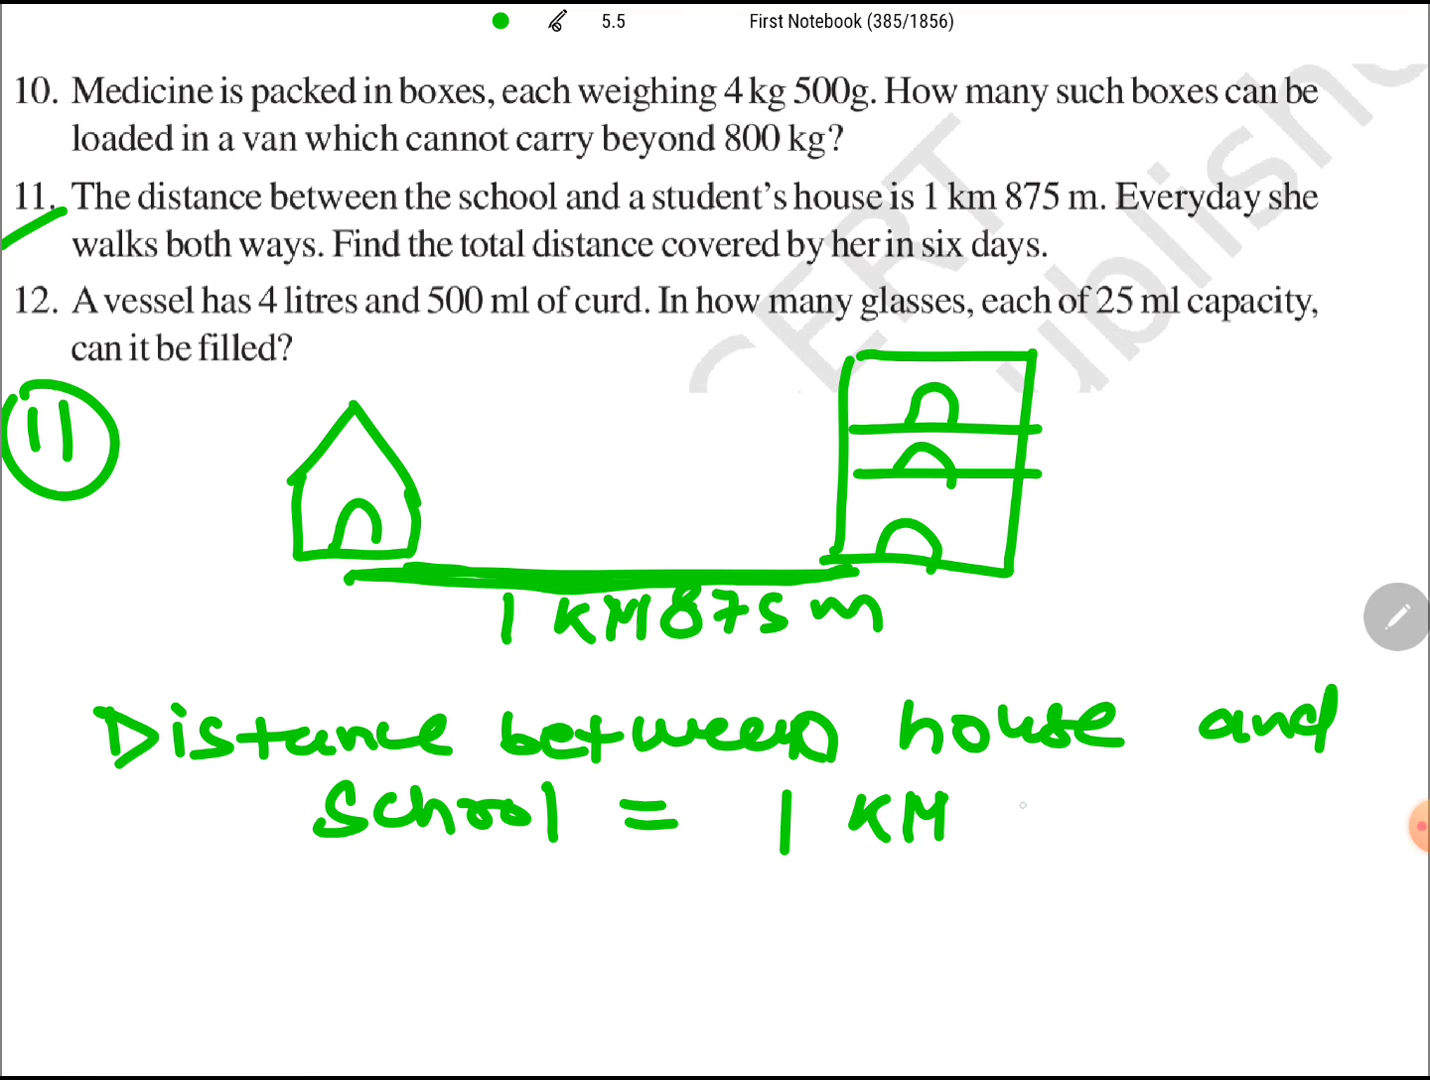 5.5 First Notebook (385/1856)
10. Medicine is packed in boxes, each weighing 4 kg 500g. How many such boxes can be
loaded in a van which cannot carry beyond 800 kg?
11. The distance between the school and a student's house is 1 km 875 m. Everyday she
walks both ways. Find the total distance covered by her in six days.
12. A vessel has 4 litres and 500 ml of curd. In how many glasses, each of 25 ml capacity,
can it be filled?
11
1 KM 875 m
Distance between house and
School = 1 KM